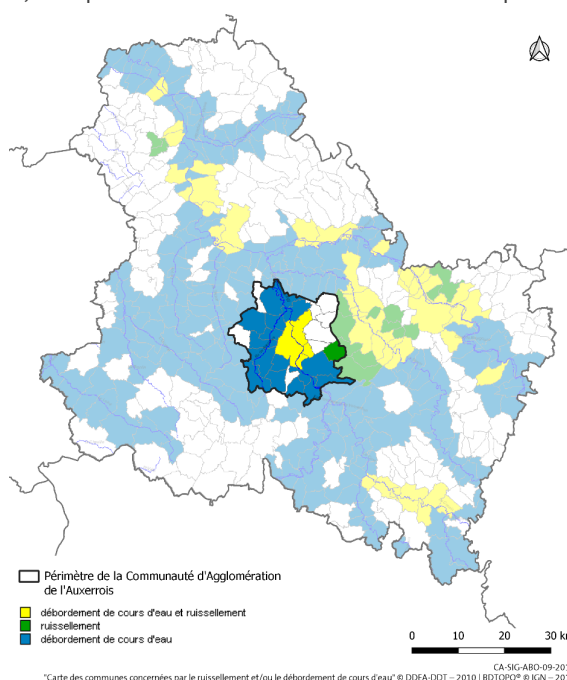 Périmètre de la Communauté d'Agglomération
de l'Auxerrois
débordement de cours d'eau et ruissellement
ruissellement
débordement de cours d'eau
0 10 20 30 km
"Carte des communes concernées par le ruissellement et/ou le débordement de cours d'eau" © DDEA-DDT – 2010 | BDTOPO® © IGN –